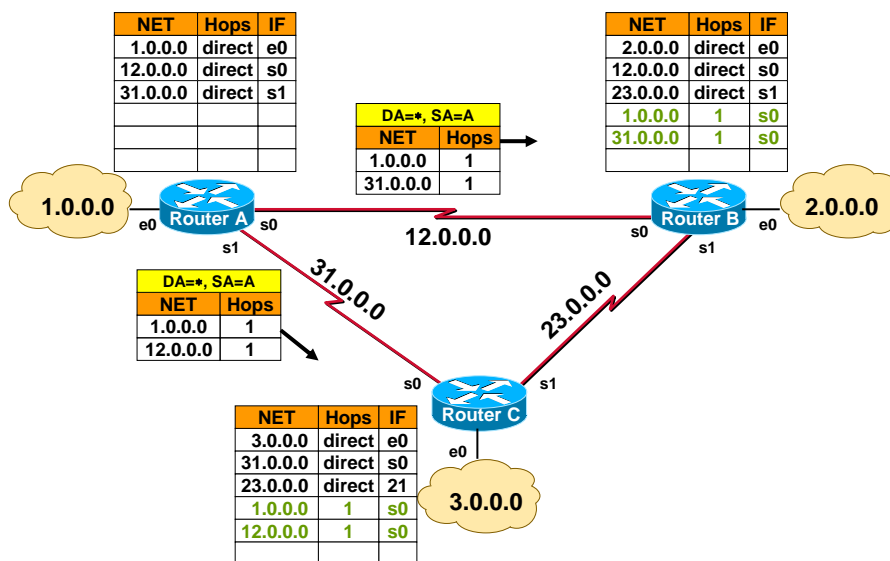 NET Hops IF
1.0.0.0 direct e0
12.0.0.0 direct s0
31.0.0.0 direct s1
NET Hops IF
2.0.0.0 direct e0
12.0.0.0 direct s0
23.0.0.0 direct s1
1.0.0.0 1 s0
31.0.0.0 1 s0
DA=*, SA=A
NET Hops
1.0.0.0 1
31.0.0.0 1
1.0.0.0
e0
Router A
s0
s1
12.0.0.0
s0
Router B
s1
e0
2.0.0.0
31.0.0.0
23.0.0.0
DA=*, SA=A
NET Hops
1.0.0.0 1
12.0.0.0 1
s0
s1
Router C
e0
3.0.0.0
NET Hops IF
3.0.0.0 direct e0
31.0.0.0 direct s0
23.0.0.0 direct 21
1.0.0.0 1 s0
12.0.0.0 1 s0